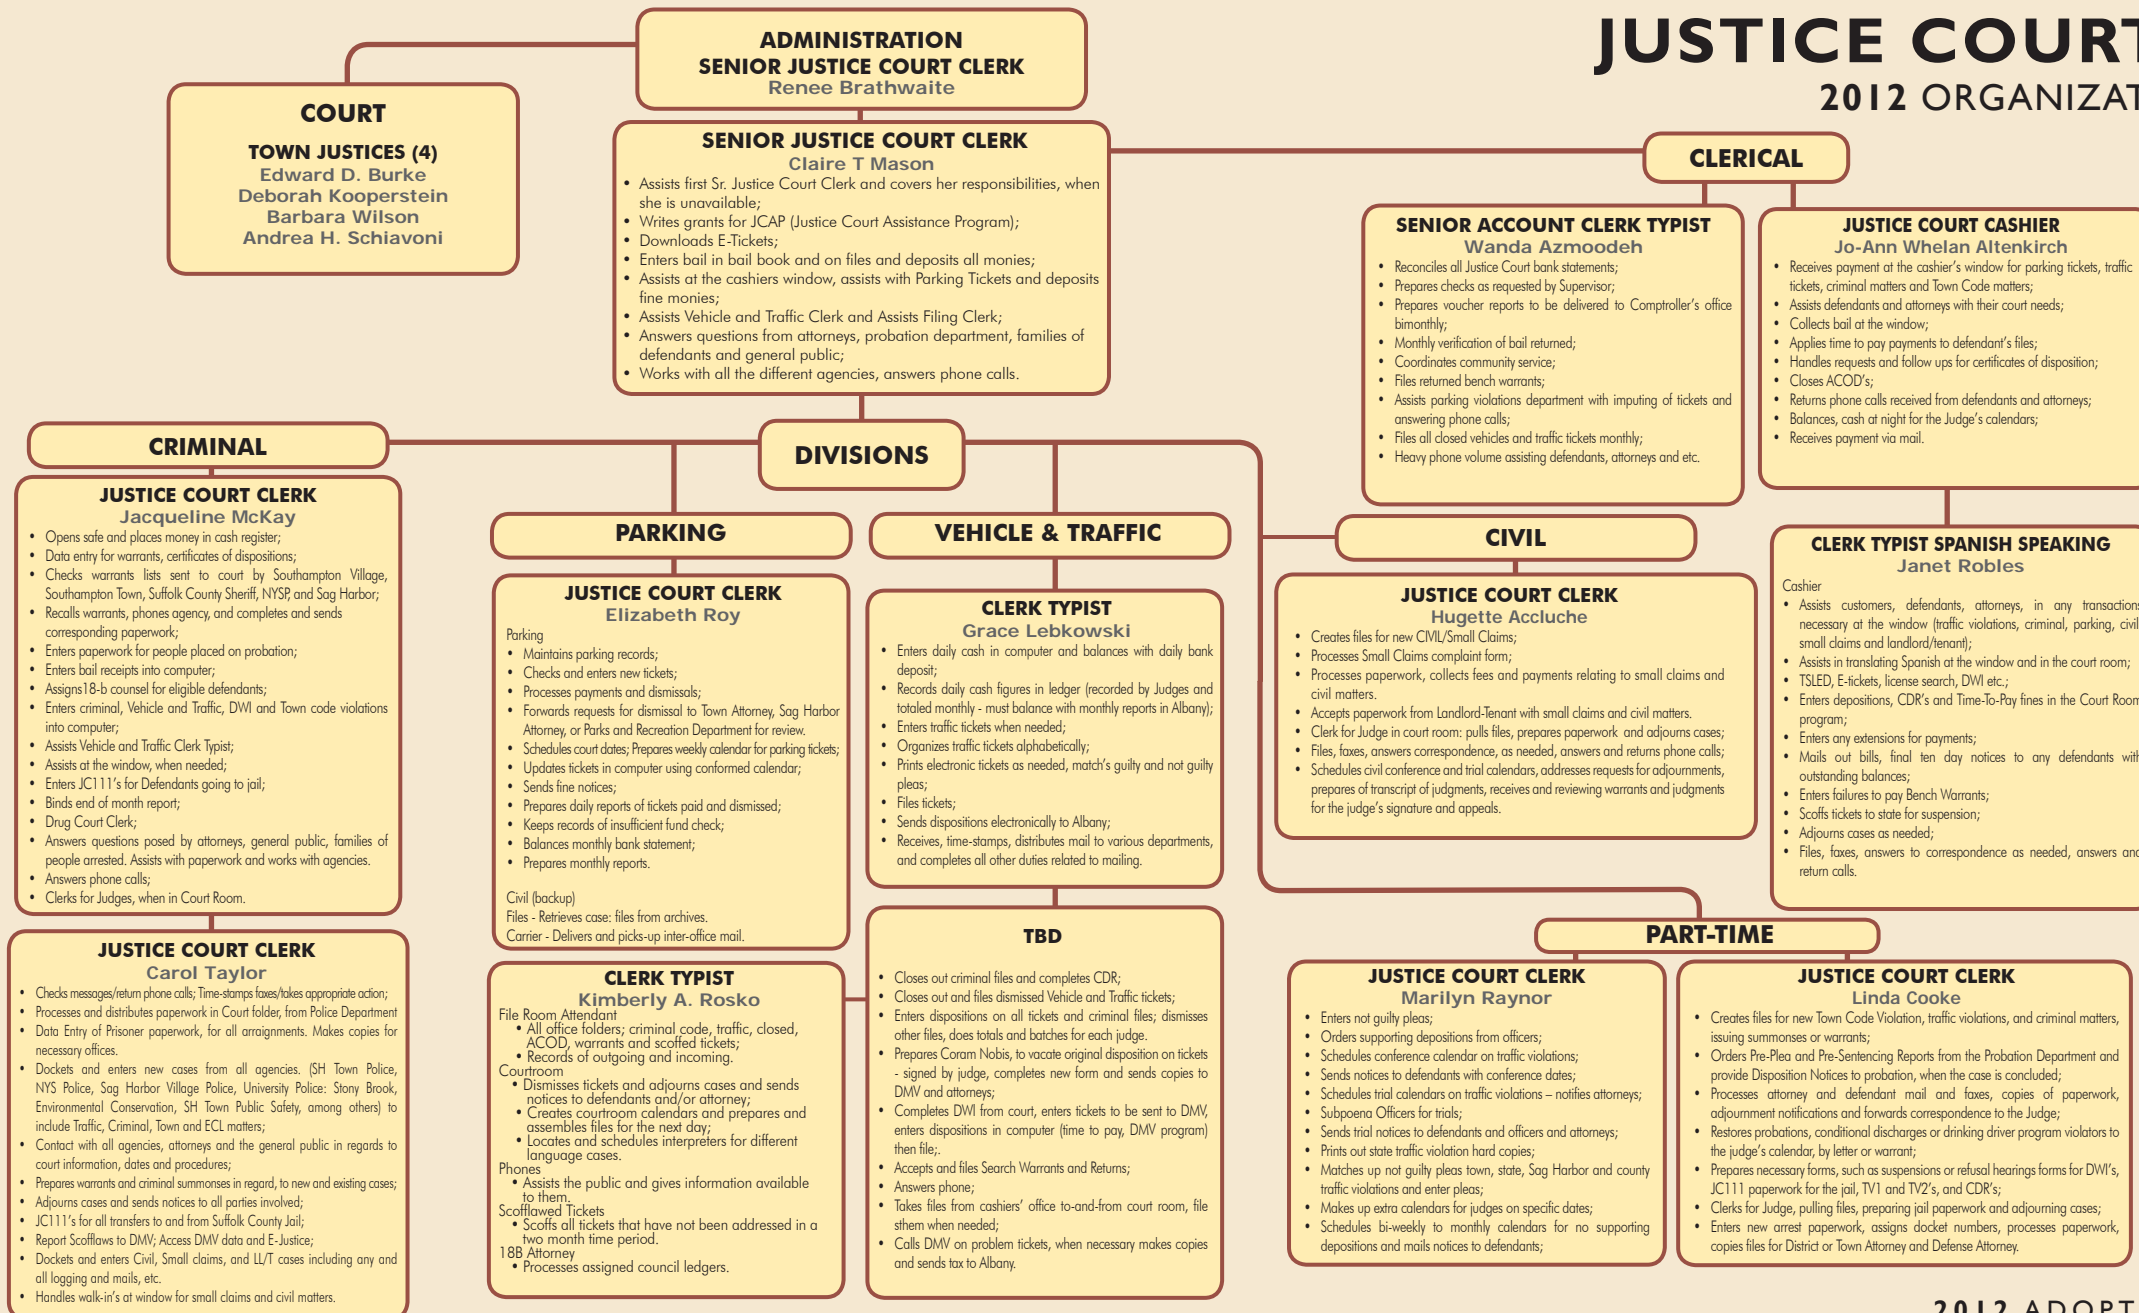 JUSTICE COURT
2012 ORGANIZAT
ADMINISTRATION
SENIOR JUSTICE COURT CLERK
Renee Brathwaite
COURT
TOWN JUSTICES (4)
Edward D. Burke
Deborah Kooperstein
Barbara Wilson
Andrea H. Schiavoni
SENIOR JUSTICE COURT CLERK
Claire T Mason
• Assists first Sr. Justice Court Clerk and covers her responsibilities, when
she is unavailable;
• Writes grants for JCAP (Justice Court Assistance Program);
• Downloads E-Tickets;
• Enters bail in bail book and on files and deposits all monies;
• Assists at the cashiers window, assists with Parking Tickets and deposits
fine monies;
• Assists Vehicle and Traffic Clerk and Assists Filing Clerk;
• Answers questions from attorneys, probation department, families of
defendants and general public;
• Works with all the different agencies, answers phone calls.
CLERICAL
SENIOR ACCOUNT CLERK TYPIST
Wanda Azmoodeh
• Reconciles all Justice Court bank statements;
• Prepares checks as requested by Supervisor;
• Prepares voucher reports to be delivered to Comptroller's office
bimonthly;
• Monthly verification of bail returned;
• Coordinates community service;
• Files returned bench warrants;
• Assists parking violations department with imputing of tickets and
answering phone calls;
• Files all closed vehicles and traffic tickets monthly;
• Heavy phone volume assisting defendants, attorneys and etc.
JUSTICE COURT CASHIER
Jo-Ann Whelan Altenkirch
• Receives payment at the cashier's window for parking tickets, traffic
tickets, criminal matters and Town Code matters;
• Assists defendants and attorneys with their court needs;
• Collects bail at the window;
• Applies time to pay payments to defendant's files;
• Handles requests and follow ups for certificates of disposition;
• Closes ACOD's;
• Returns phone calls received from defendants and attorneys;
• Balances, cash at night for the Judge's calendars;
• Receives payment via mail.
CLERK TYPIST SPANISH SPEAKING
Janet Robles
Cashier
• Assists customers, defendants, attorneys, in any transactions
necessary at the window (traffic violations, criminal, parking, civil
small claims and landlord/tenant);
• Assists in translating Spanish at the window and in the court room;
• TSLED, E-tickets, license search, DWI etc.;
• Enters depositions, CDR's and Time-To-Pay fines in the Court Room
program;
• Enters any extensions for payments;
• Mails out bills, final ten day notices to any defendants with
outstanding balances;
• Enters failures to pay Bench Warrants;
• Scoffs tickets to state for suspension;
• Adjourns cases as needed;
• Files, faxes, answers to correspondence as needed, answers and
return calls.
DIVISIONS
CRIMINAL
JUSTICE COURT CLERK
Jacqueline McKay
• Opens safe and places money in cash register;
• Data entry for warrants, certificates of dispositions;
• Checks warrants lists sent to court by Southampton Village,
Southampton Town, Suffolk County Sheriff, NYSP, and Sag Harbor;
• Recalls warrants, phones agency, and completes and sends
corresponding paperwork;
• Enters paperwork for people placed on probation;
• Enters bail receipts into computer;
• Assigns18-b counsel for eligible defendants;
• Enters criminal, Vehicle and Traffic, DWI and Town code violations
into computer;
• Assists Vehicle and Traffic Clerk Typist;
• Assists at the window, when needed;
• Enters JC111's for Defendants going to jail;
• Binds end of month report;
• Drug Court Clerk;
• Answers questions posed by attorneys, general public, families of
people arrested. Assists with paperwork and works with agencies.
• Answers phone calls;
• Clerks for Judges, when in Court Room.
JUSTICE COURT CLERK
Carol Taylor
• Checks messages/return phone calls; Time-stamps faxes/takes appropriate action;
• Processes and distributes paperwork in Court folder, from Police Department
• Data Entry of Prisoner paperwork, for all arraignments. Makes copies for
necessary offices.
• Dockets and enters new cases from all agencies. (SH Town Police,
NYS Police, Sag Harbor Village Police, University Police: Stony Brook,
Environmental Conservation, SH Town Public Safety, among others) to
include Traffic, Criminal, Town and ECL matters;
• Contact with all agencies, attorneys and the general public in regards to
court information, dates and procedures;
• Prepares warrants and criminal summonses in regard, to new and existing cases;
• Adjourns cases and sends notices to all parties involved;
• JC111's for all transfers to and from Suffolk County Jail;
• Report Scofflaws to DMV; Access DMV data and E-Justice;
• Dockets and enters Civil, Small claims, and LL/T cases including any and
all logging and mails, etc.
• Handles walk-in's at window for small claims and civil matters.
PARKING
JUSTICE COURT CLERK
Elizabeth Roy
Parking
• Maintains parking records;
• Checks and enters new tickets;
• Processes payments and dismissals;
• Forwards requests for dismissal to Town Attorney, Sag Harbor
Attorney, or Parks and Recreation Department for review.
• Schedules court dates; Prepares weekly calendar for parking tickets;
• Updates tickets in computer using conformed calendar;
• Sends fine notices;
• Prepares daily reports of tickets paid and dismissed;
• Keeps records of insufficient fund check;
• Balances monthly bank statement;
• Prepares monthly reports.
Civil (backup)
Files - Retrieves case: files from archives.
Carrier - Delivers and picks-up inter-office mail.
CLERK TYPIST
Kimberly A. Rosko
File Room Attendant
• All office folders; criminal code, traffic, closed,
ACOD, warrants and scoffed tickets;
• Records of outgoing and incoming.
Courtroom
• Dismisses tickets and adjourns cases and sends
notices to defendants and/or attorney;
• Creates courtroom calendars and prepares and
assembles files for the next day;
• Locates and schedules interpreters for different
language cases.
Phones
• Assists the public and gives information available
to them.
Scofflawed Tickets
• Scoffs all tickets that have not been addressed in a
two month time period.
18B Attorney
• Processes assigned council ledgers.
VEHICLE & TRAFFIC
CLERK TYPIST
Grace Lebkowski
• Enters daily cash in computer and balances with daily bank
deposit;
• Records daily cash figures in ledger (recorded by Judges and
totaled monthly - must balance with monthly reports in Albany);
• Enters traffic tickets when needed;
• Organizes traffic tickets alphabetically;
• Prints electronic tickets as needed, match's guilty and not guilty
pleas;
• Files tickets;
• Sends dispositions electronically to Albany;
• Receives, time-stamps, distributes mail to various departments,
and completes all other duties related to mailing.
TBD
• Closes out criminal files and completes CDR;
• Closes out and files dismissed Vehicle and Traffic tickets;
• Enters dispositions on all tickets and criminal files; dismisses
other files, does totals and batches for each judge.
• Prepares Coram Nobis, to vacate original disposition on tickets
- signed by judge, completes new form and sends copies to
DMV and attorneys;
• Completes DWI from court, enters tickets to be sent to DMV,
enters dispositions in computer (time to pay, DMV program)
then file;.
• Accepts and files Search Warrants and Returns;
• Answers phone;
• Takes files from cashiers' office to-and-from court room, file
sthem when needed;
• Calls DMV on problem tickets, when necessary makes copies
and sends tax to Albany.
CIVIL
JUSTICE COURT CLERK
Hugette Accluche
• Creates files for new CIVIL/Small Claims;
• Processes Small Claims complaint form;
• Processes paperwork, collects fees and payments relating to small claims and
civil matters.
• Accepts paperwork from Landlord-Tenant with small claims and civil matters.
• Clerk for Judge in court room: pulls files, prepares paperwork and adjourns cases;
• Files, faxes, answers correspondence, as needed, answers and returns phone calls;
• Schedules civil conference and trial calendars, addresses requests for adjournments,
prepares of transcript of judgments, receives and reviewing warrants and judgments
for the judge's signature and appeals.
PART-TIME
JUSTICE COURT CLERK
Marilyn Raynor
• Enters not guilty pleas;
• Orders supporting depositions from officers;
• Schedules conference calendar on traffic violations;
• Sends notices to defendants with conference dates;
• Schedules trial calendars on traffic violations – notifies attorneys;
• Subpoena Officers for trials;
• Sends trial notices to defendants and officers and attorneys;
• Prints out state traffic violation hard copies;
• Matches up not guilty pleas town, state, Sag Harbor and county
traffic violations and enter pleas;
• Makes up extra calendars for judges on specific dates;
• Schedules bi-weekly to monthly calendars for no supporting
depositions and mails notices to defendants;
JUSTICE COURT CLERK
Linda Cooke
• Creates files for new Town Code Violation, traffic violations, and criminal matters,
issuing summonses or warrants;
• Orders Pre-Plea and Pre-Sentencing Reports from the Probation Department and
provide Disposition Notices to probation, when the case is concluded;
• Processes attorney and defendant mail and faxes, copies of paperwork,
adjournment notifications and forwards correspondence to the Judge;
• Restores probations, conditional discharges or drinking driver program violators to
the judge's calendar, by letter or warrant;
• Prepares necessary forms, such as suspensions or refusal hearings forms for DWI's,
JC111 paperwork for the jail, TV1 and TV2's, and CDR's;
• Clerks for Judge, pulling files, preparing jail paperwork and adjourning cases;
• Enters new arrest paperwork, assigns docket numbers, processes paperwork,
copies files for District or Town Attorney and Defense Attorney.
2012 ADOPT